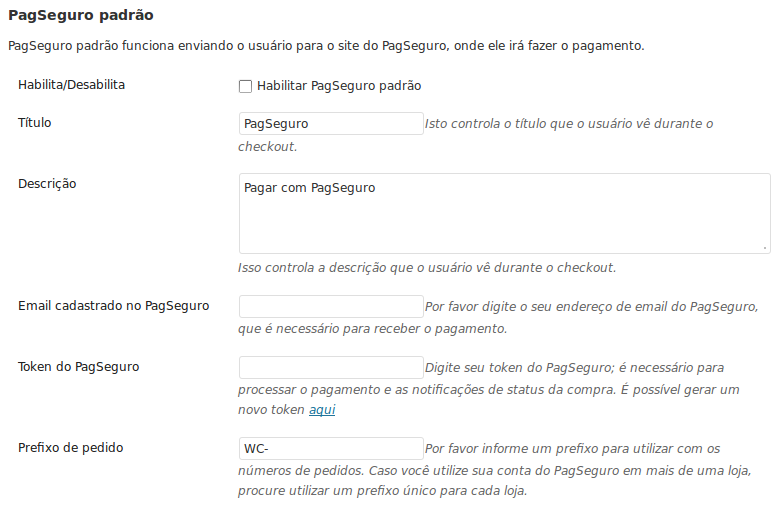 PagSeguro padrão
PagSeguro padrão funciona enviando o usuário para o site do PagSeguro, onde ele irá fazer o pagamento.
Habilita/Desabilita
Habilitar PagSeguro padrão
Título
PagSeguro
Isto controla o título que o usuário vê durante o
checkout.
Descrição
Pagar com PagSeguro
Isso controla a descrição que o usuário vê durante o checkout.
Email cadastrado no PagSeguro
Por favor digite o seu endereço de email do PagSeguro,
que é necessário para receber o pagamento.
Token do PagSeguro
Digite seu token do PagSeguro; é necessário para
processar o pagamento e as notificações de status da compra. É possível gerar um
novo token aqui
Prefixo de pedido
WC-
Por favor informe um prefixo para utilizar com os
números de pedidos. Caso você utilize sua conta do PagSeguro em mais de uma loja,
procure utilizar um prefixo único para cada loja.